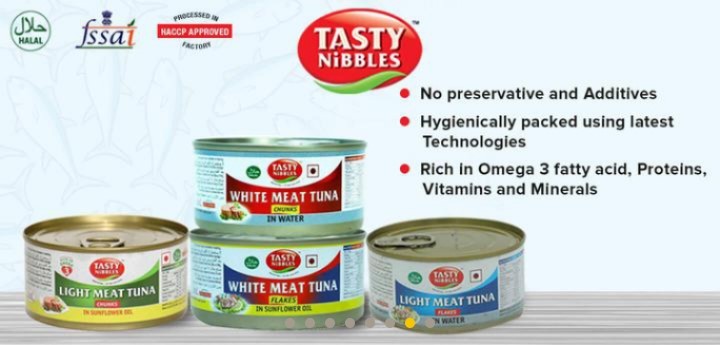 حلال
HALAL
fssai
PROCESSED IN
HACCP APPROVED
FACTORY
TASTY
NiBBLES
™
No preservative and Additives
Hygienically packed using latest
Technologies
Rich in Omega 3 fatty acid, Proteins,
Vitamins and Minerals
TASTY
NIBBLES
WHITE MEAT TUNA
CHUNKS
IN WATER
TASTY
NIBBLES
LIGHT MEAT TUNA
CHUNKS
IN SUNFLOWER OIL
TASTY
NIBBLES
WHITE MEAT TUNA
FLAKES
IN SUNFLOWER OIL
TASTY
NIBBLES
LIGHT MEAT TUNA
FLAKES
IN WATER